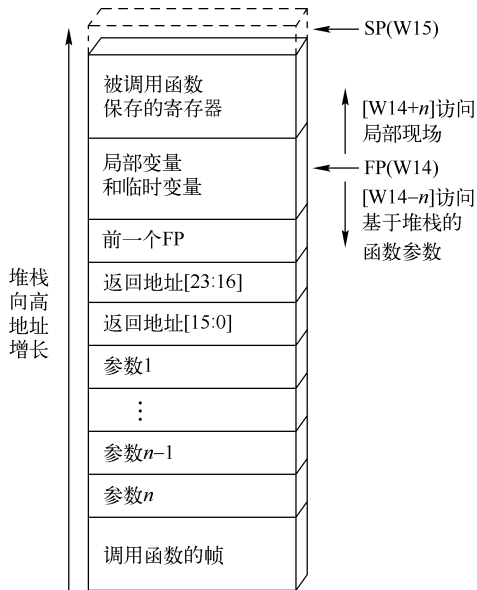 SP(W15)
被调用函数
保存的寄存器
[W14+n]访问
局部现场
局部变量
和临时变量
FP(W14)
[W14–n]访问
基于堆栈的
函数参数
前一个FP
返回地址[23:16]
堆栈
向高
地址
增长
返回地址[15:0]
参数1
⋮
参数n–1
参数n
调用函数的帧